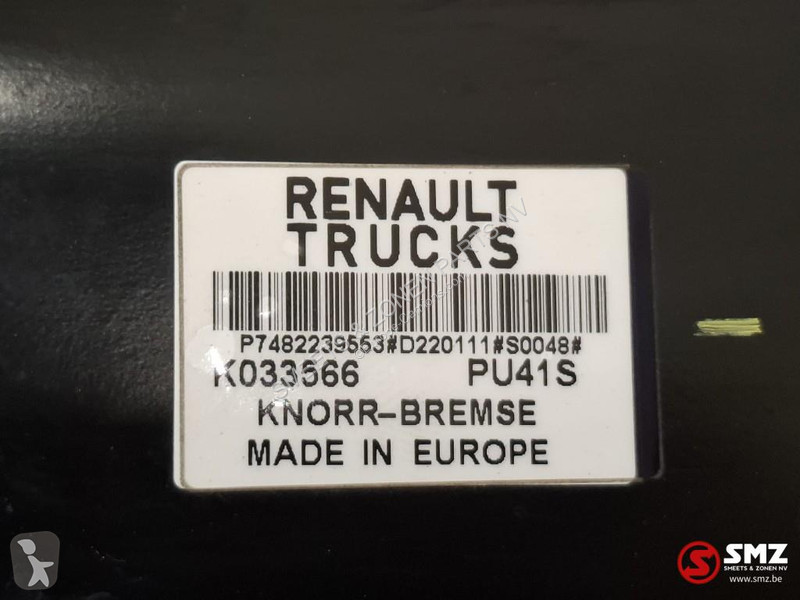 RENAULT
TRUCKS
P7482239553#D220111#S0048#
K033566 PU41S
KNORR-BREMSE
MADE IN EUROPE
SMZ
SHEETS & ZONEN NV
www.smz.be